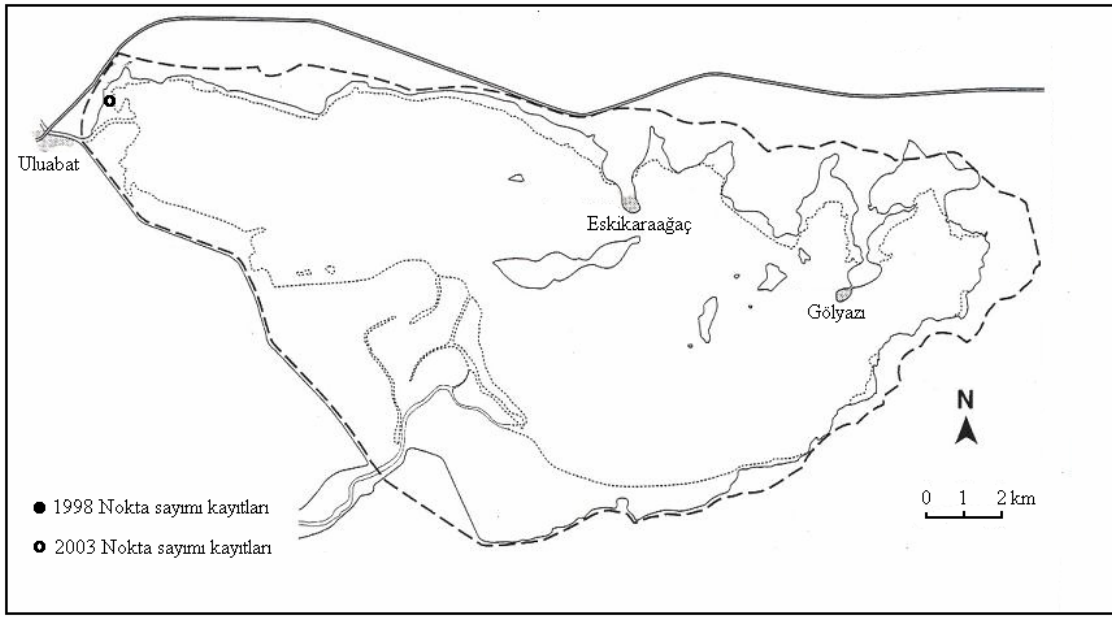 Uluabat
Eskikaraağaç
Gölyazı
N
0 1 2 km
1998 Nokta sayımı kayıtları
2003 Nokta sayımı kayıtları